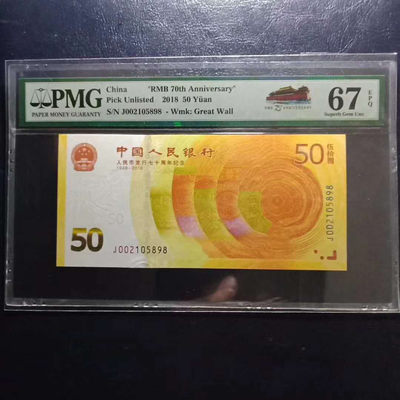 PMG
PAPER MONEY GUARANTY
China "RMB 70th Anniversary"
Pick Unlisted 2018 50 Yüan
S/N J002105898 - Wmk: Great Wall
67 EPQ
Superb Gem Unc
中国人民银行
人民币发行七十周年纪念
1948-2018
50
伍拾圆
50
J002105898
J002105898